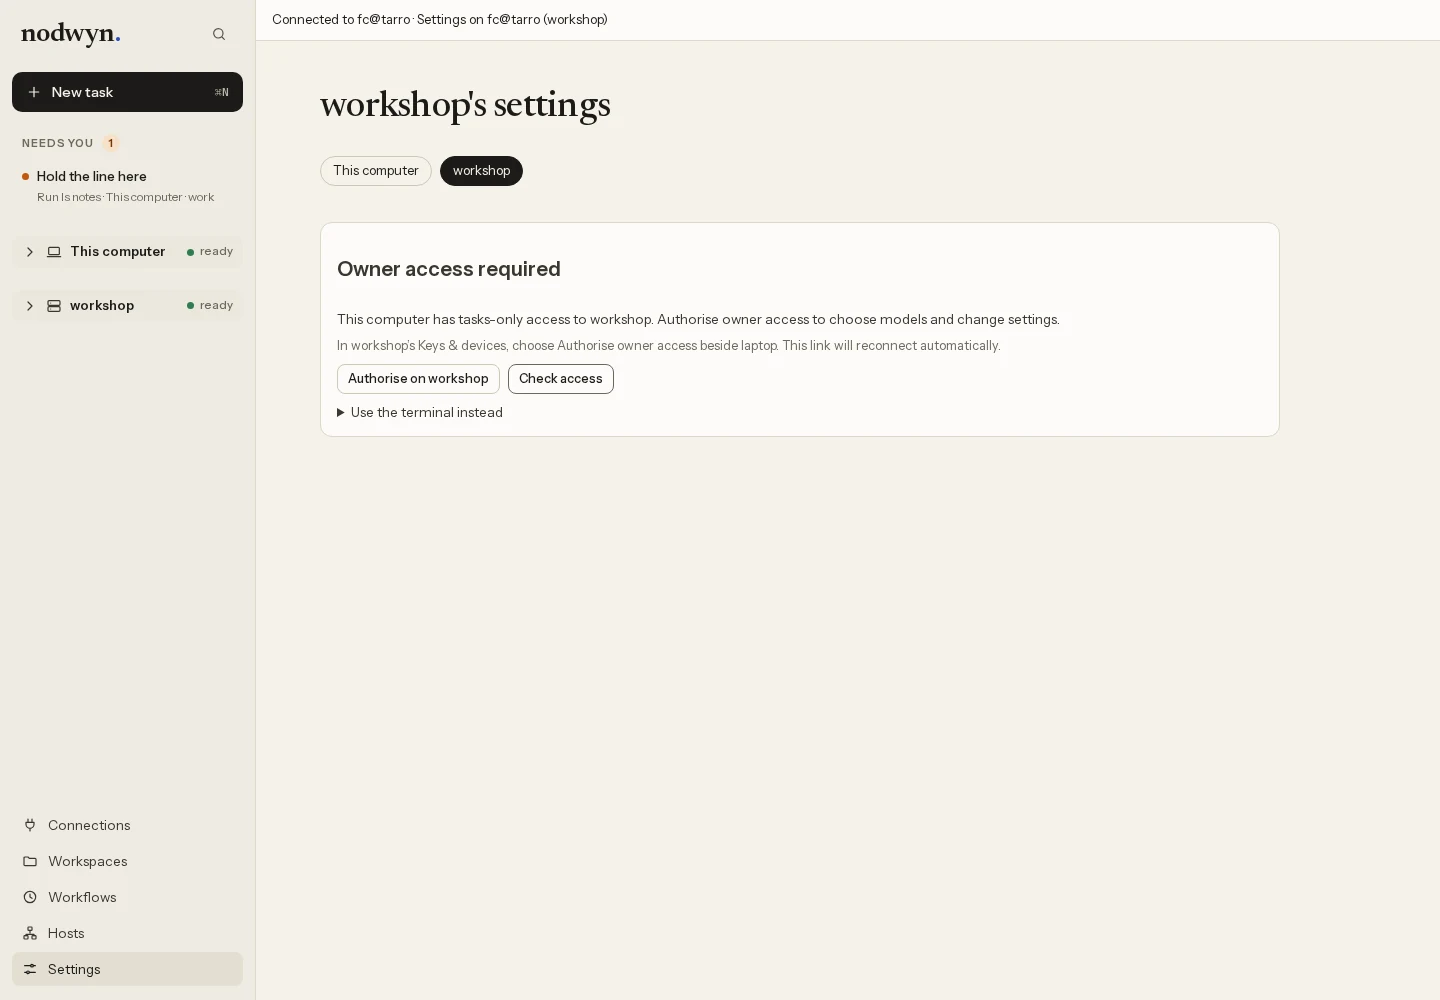 nodwyn.
New task ⌘N
NEEDS YOU 1
Hold the line here
Run ls notes · This computer · work
This computer ready
workshop ready
Connections
Workspaces
Workflows
Hosts
Settings
Connected to fc@tarro · Settings on fc@tarro (workshop)
workshop's settings
This computer workshop
Owner access required
This computer has tasks-only access to workshop. Authorise owner access to choose models and change settings.
In workshop's Keys & devices, choose Authorise owner access beside laptop. This link will reconnect automatically.
Authorise on workshop Check access
Use the terminal instead